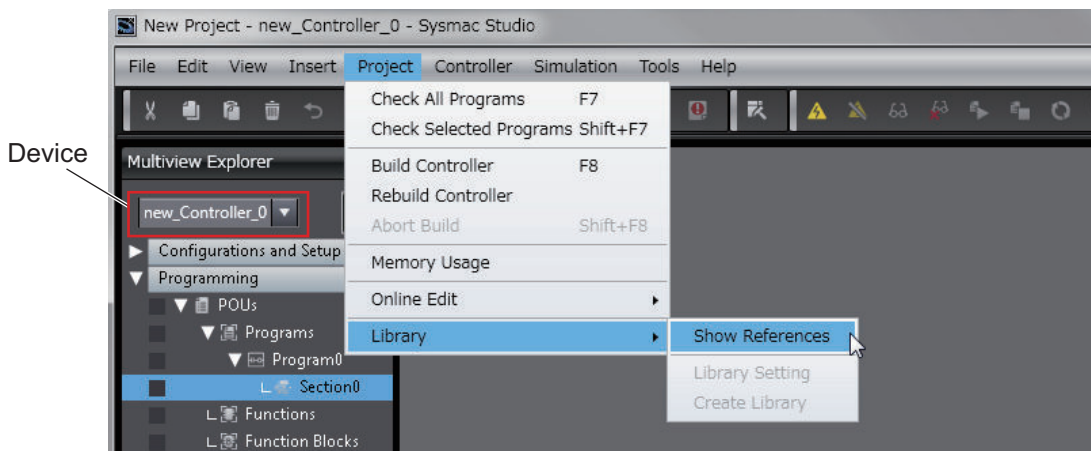 New Project - new_Controller_0 - Sysmac Studio
File Edit View Insert Project Controller Simulation Tools Help
Check All Programs F7
Check Selected Programs Shift+F7
Device
Multiview Explorer
Build Controller F8
new_Controller_0
Rebuild Controller
Abort Build Shift+F8
Configurations and Setup
Memory Usage
Programming
Online Edit
POUs
Library
Show References
Programs
Program0
Library Setting
Section0
Create Library
Functions
Function Blocks